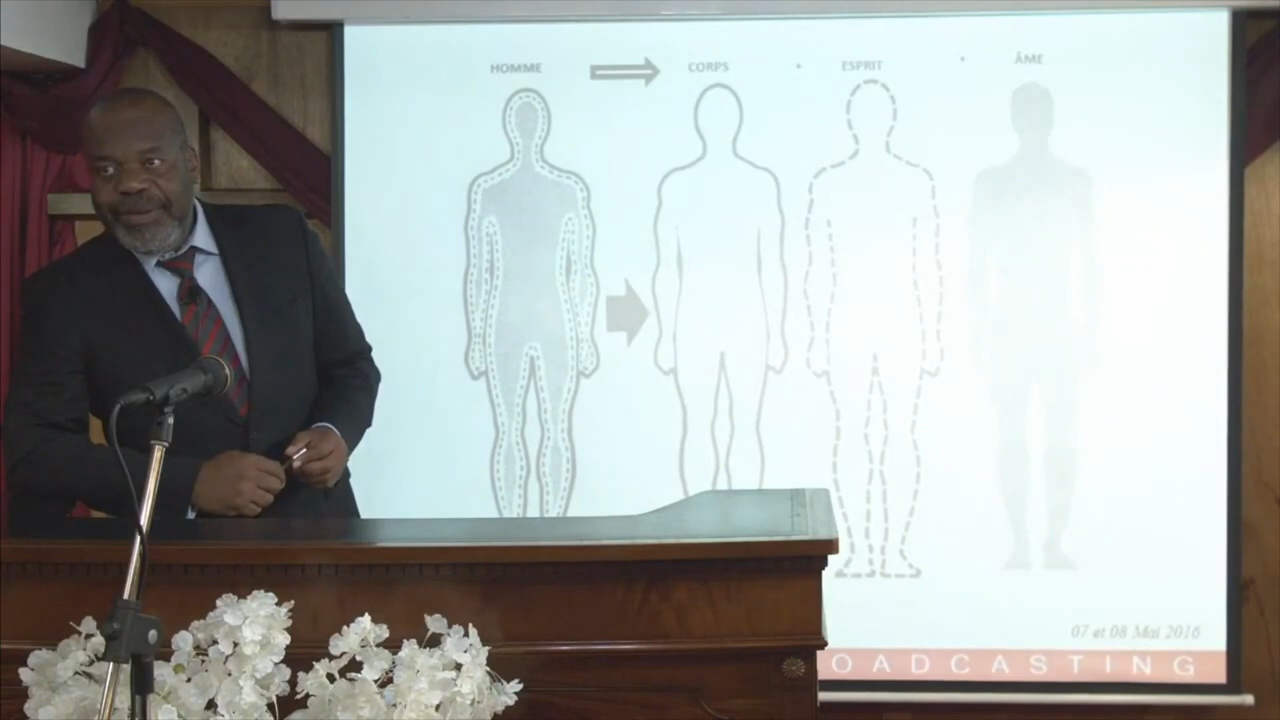 HOMME CORPS • ESPRIT • ÂME
07 et 08 Mai 2016
OADCASTING